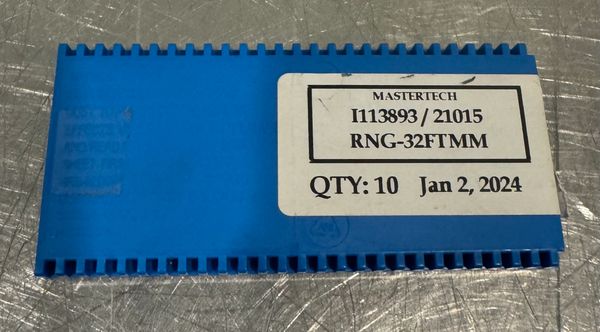 MASTERTECH
I113893 / 21015
RNG-32FTMM
QTY: 10 Jan 2, 2024